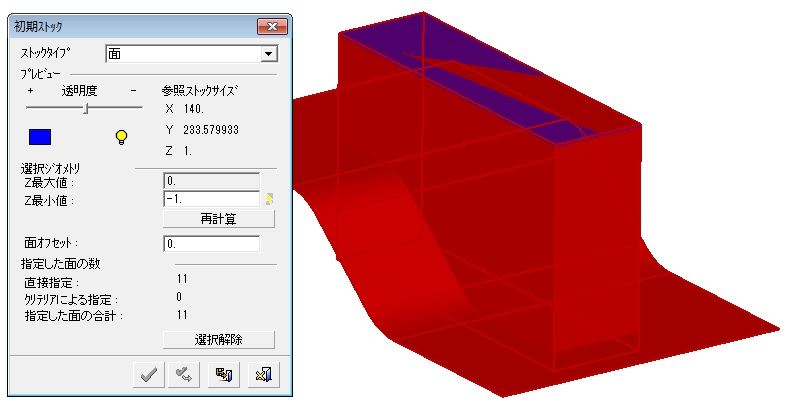 初期ストック
ストックタイプ
面
プレビュー
+ 透明度 - 参照ストックサイズ
X 140.
Y 233.579933
Z 1.
選択ジオメトリ
Z最大値： 0.
Z最小値： -1.
再計算
面オフセット： 0.
指定した面の数
直接指定： 11
クリテリアによる指定： 0
指定した面の合計： 11
選択解除